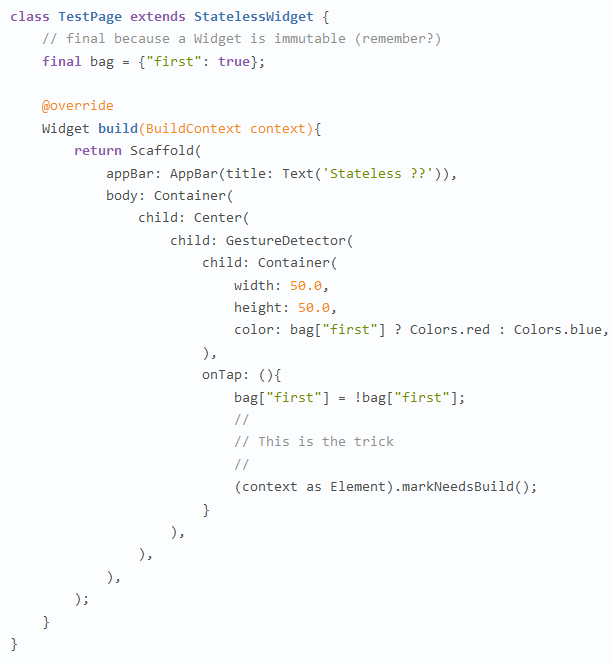 class TestPage extends StatelessWidget {
    // final because a Widget is immutable (remember?)
    final bag = {"first": true};

    @override
    Widget build(BuildContext context){
        return Scaffold(
            appBar: AppBar(title: Text('Stateless ??')),
            body: Container(
                child: Center(
                    child: GestureDetector(
                        child: Container(
                            width: 50.0,
                            height: 50.0,
                            color: bag["first"] ? Colors.red : Colors.blue,
                        ),
                        onTap: (){
                            bag["first"] = !bag["first"];
                            //
                            // This is the trick
                            //
                            (context as Element).markNeedsBuild();
                        }
                    ),
                ),
            ),
        );
    }
}